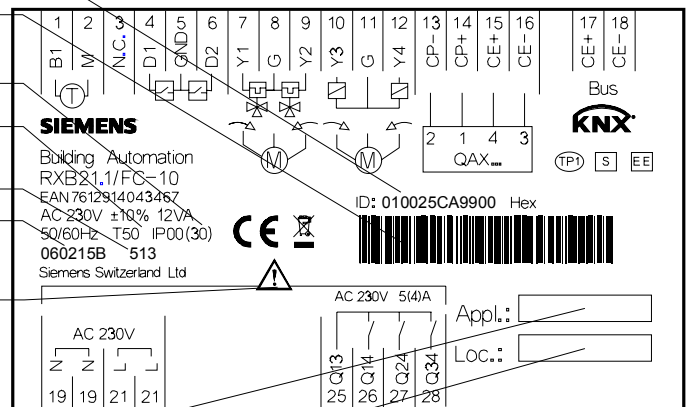 1 2 3 4 5 6 7 8 9 10 11 12 13 14 15 16 17 18
B1 M N.C. D1 GND D2 Y1 G Y2 Y3 G Y4 CP- CP+ CE+ CE- CE+ CE-
T
Bus
SIEMENS
KNX
2 1 4 3
Building Automation
M M
QAX...
TP1 S EE
RXB21.1/FC-10
EAN 7612914043467
ID: 010025CA9900 Hex
AC 230V ±10% 12VA
50/60Hz T50 IP00(30)
CE
060215B 513
Siemens Switzerland Ltd
AC 230V 5(4)A
Appl.:
AC 230V
Loc.:
N N L L
Q13 Q14 Q24 Q34
19 19 21 21 25 26 27 28